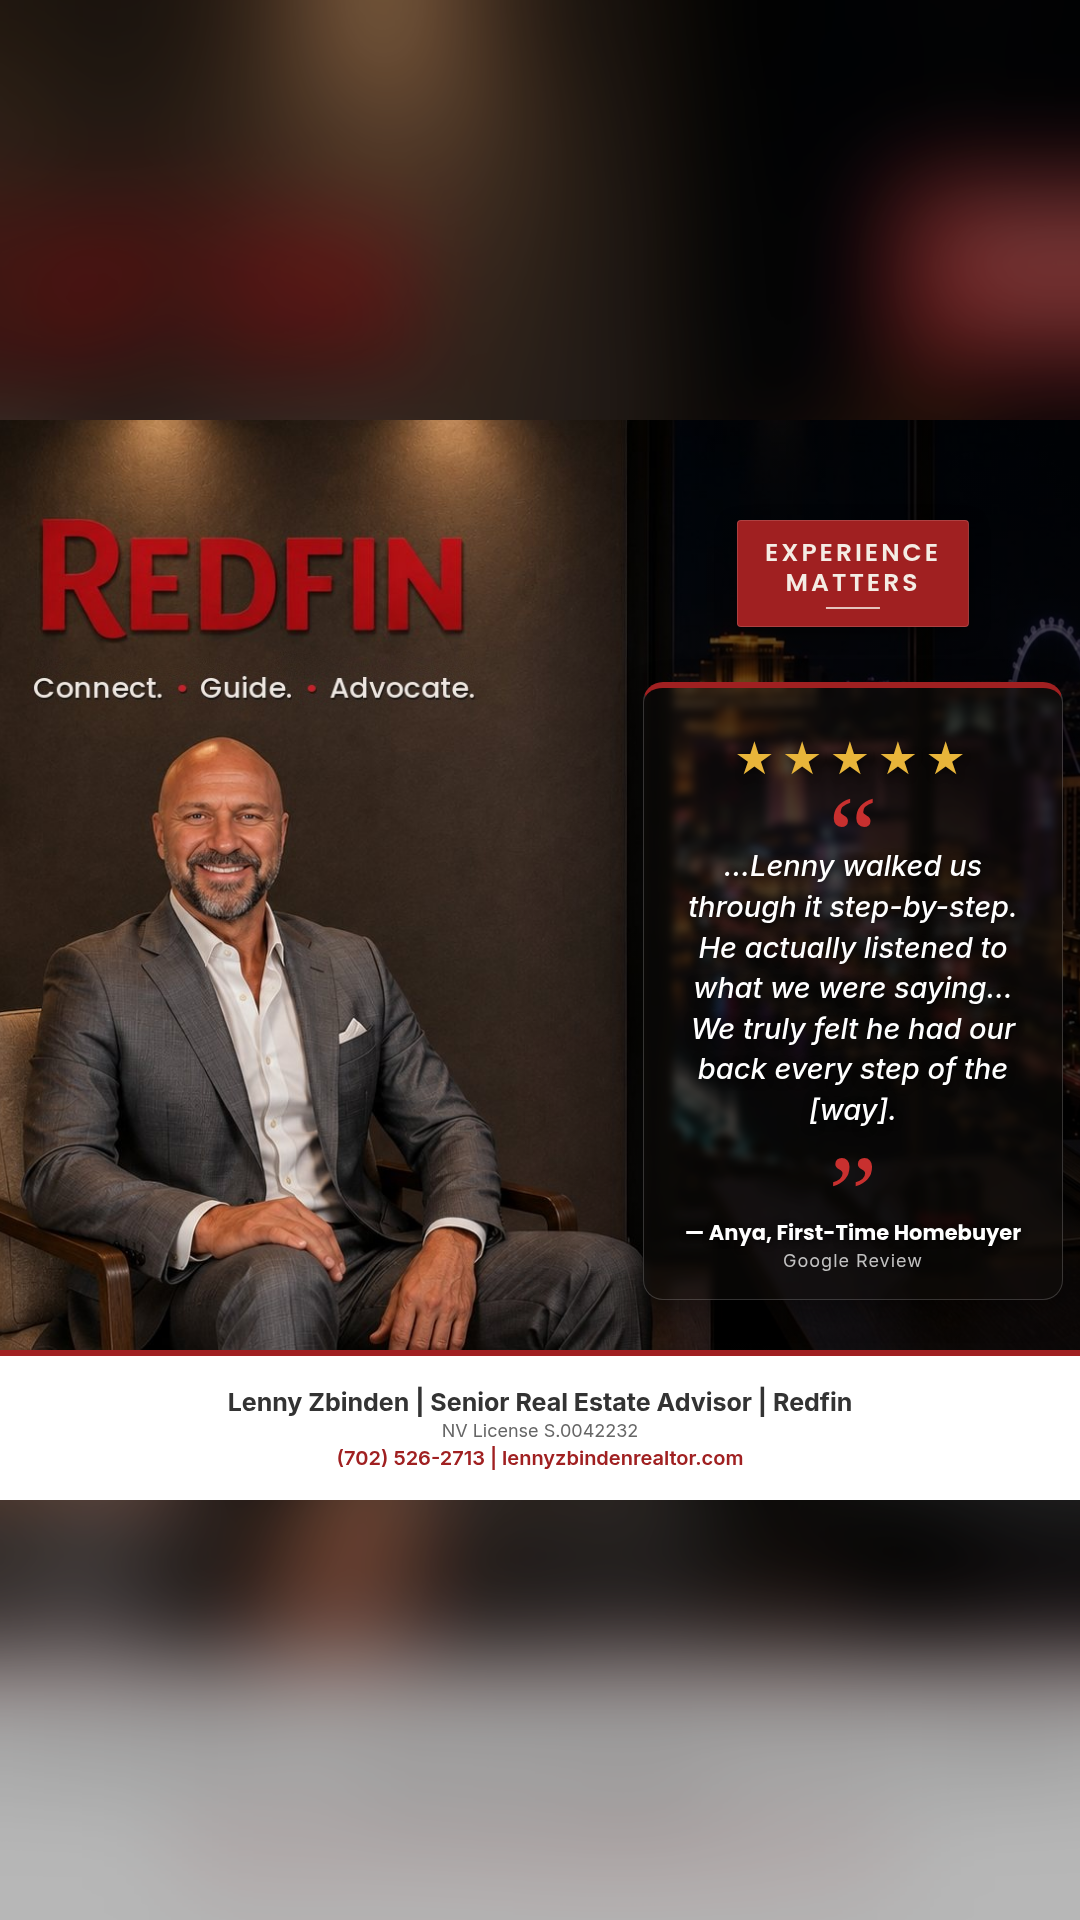 REDFIN
Connect. • Guide. • Advocate.
EXPERIENCE
MATTERS
★★★★★
“
...Lenny walked us
through it step-by-step.
He actually listened to
what we were saying...
We truly felt he had our
back every step of the
[way].
”
— Anya, First-Time Homebuyer
Google Review
Lenny Zbinden | Senior Real Estate Advisor | Redfin
NV License S.0042232
(702) 526-2713 | lennyzbindenrealtor.com